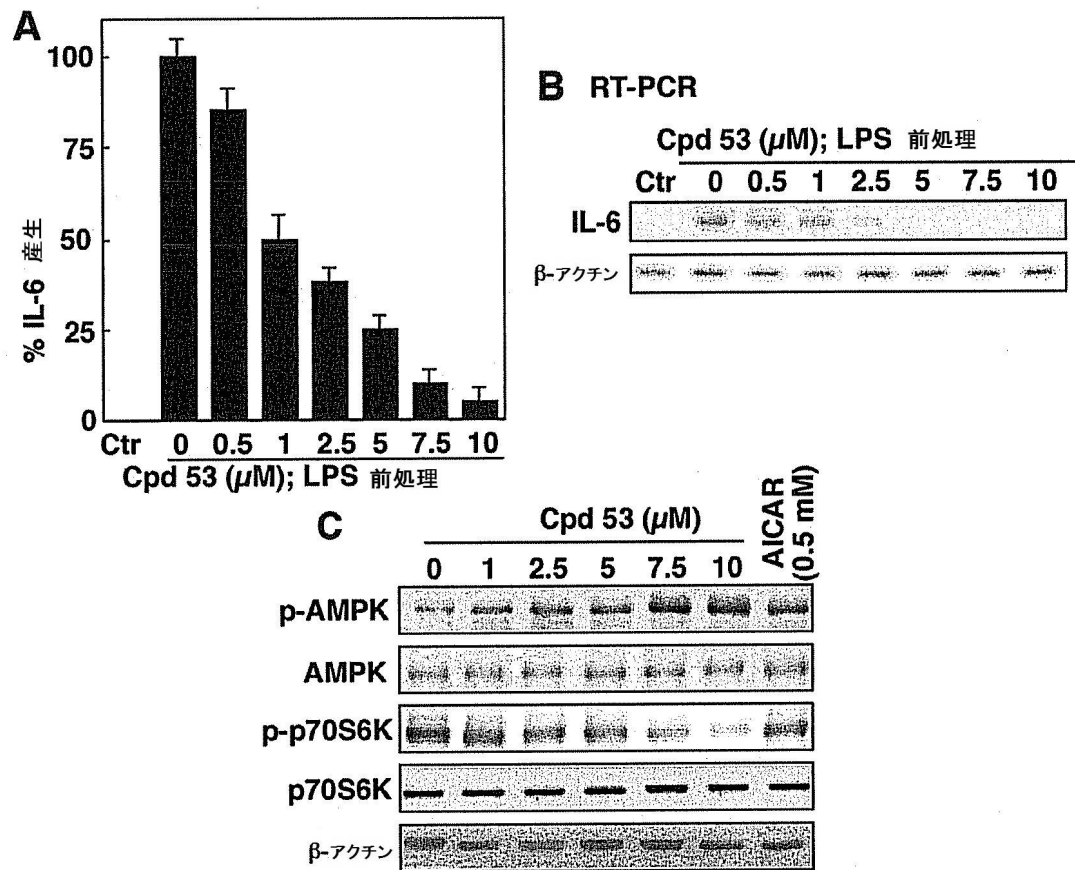 A
100
75
50
25
0
% IL-6 産生
Ctr 0 0.5 1 2.5 5 7.5 10
Cpd 53 (μM); LPS 前処理
B RT-PCR
Cpd 53 (μM); LPS 前処理
Ctr 0 0.5 1 2.5 5 7.5 10
IL-6
β-アクチン
C
Cpd 53 (μM)
AICAR
(0.5 mM)
0 1 2.5 5 7.5 10
p-AMPK
AMPK
p-p70S6K
p70S6K
β-アクチン